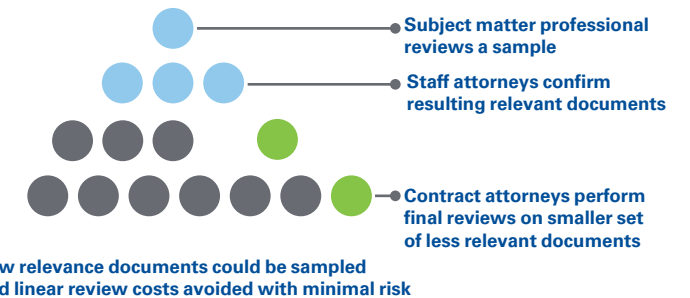 Subject matter professional
reviews a sample
Staff attorneys confirm
resulting relevant documents
Contract attorneys perform
final reviews on smaller set
of less relevant documents
relevance documents could be sampled
linear review costs avoided with minimal risk